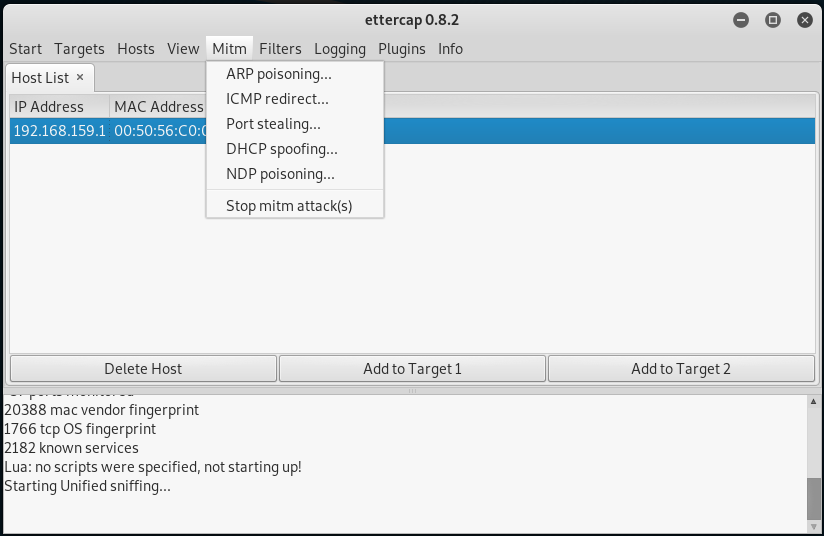 ettercap 0.8.2
Start Targets Hosts View Mitm Filters Logging Plugins Info
Host List ×
ARP poisoning...
ICMP redirect...
Port stealing...
DHCP spoofing...
NDP poisoning...
Stop mitm attack(s)
IP Address MAC Address
192.168.159.1 00:50:56:C0:0
Delete Host Add to Target 1 Add to Target 2
ports monitored
20388 mac vendor fingerprint
1766 tcp OS fingerprint
2182 known services
Lua: no scripts were specified, not starting up!
Starting Unified sniffing...